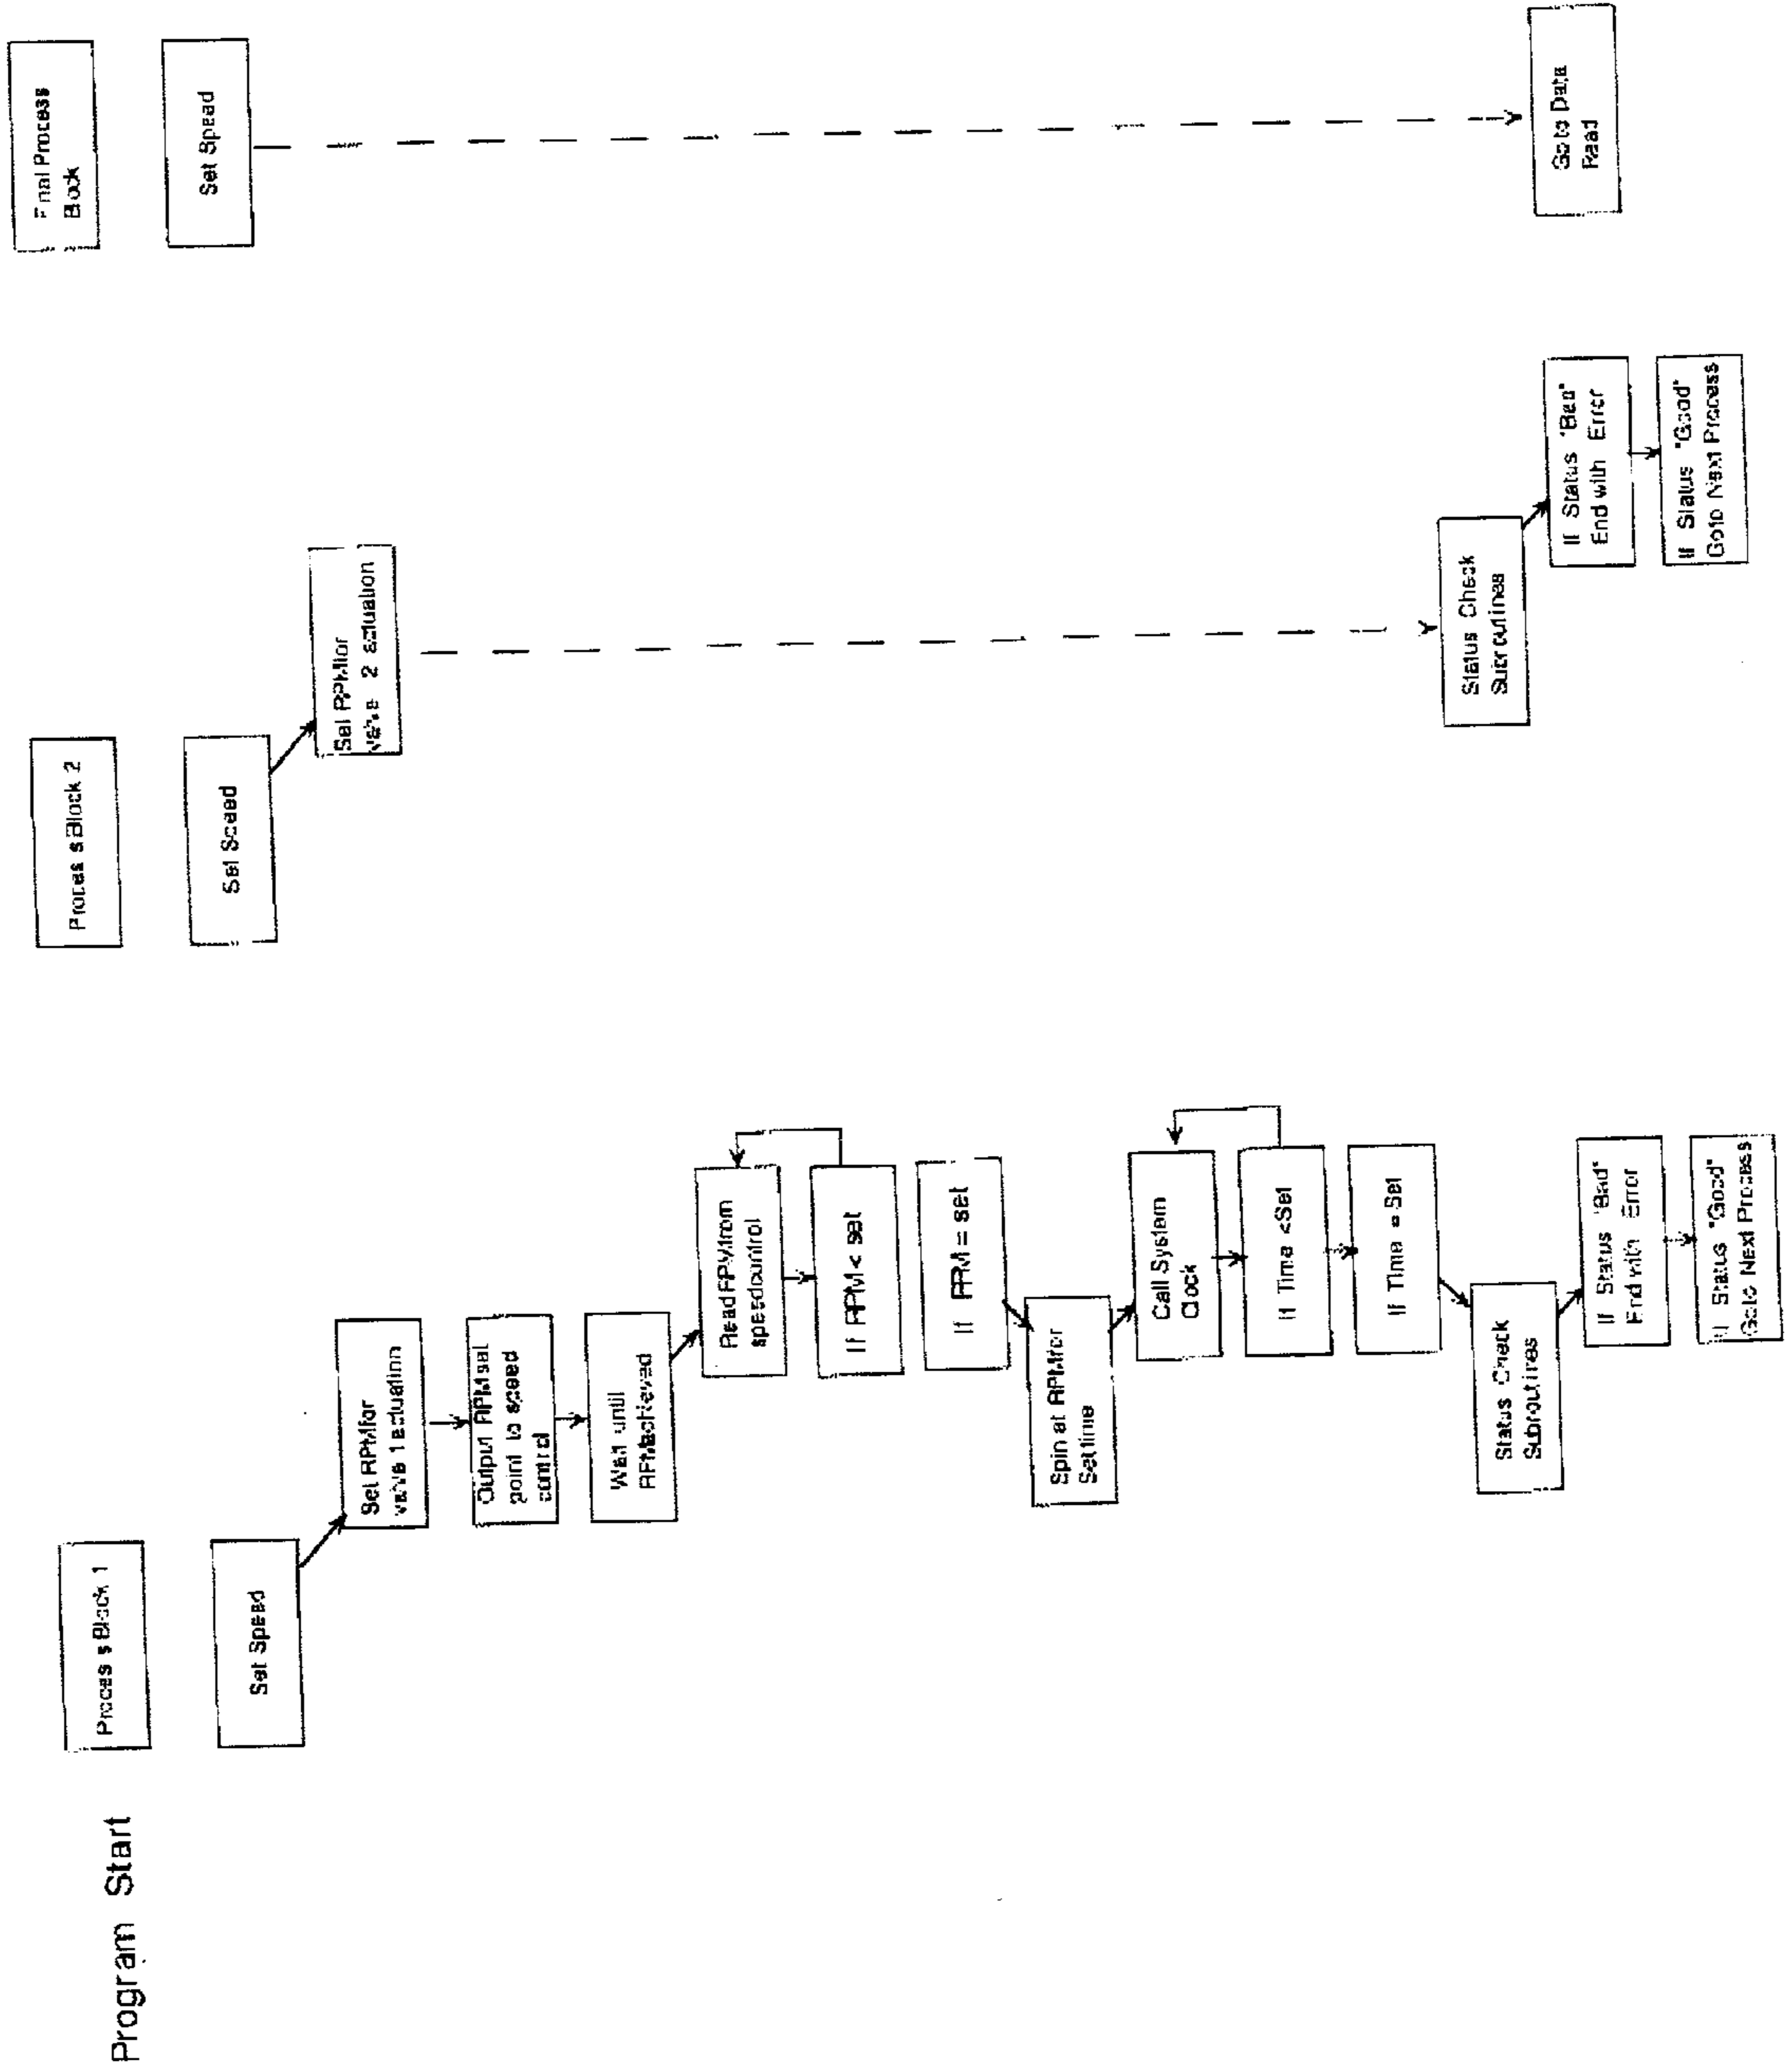 Program Start
Process Block 1
Set Speed
Set RPM for
valve 1 actuation
Output RPM set
point to speed
control
Wait until
RPM achieved
Read RPM from
speed control
If RPM < set
If RPM = set
Spin at RPM for
Set time
Call System
Clock
If Time < Set
If Time = Set
Status Check
Subroutines
If Status "Bad"
End with Error
If Status "Good"
Goto Next Process
Process Block 2
Set Speed
Set RPM for
valve 2 actuation
Status Check
Subroutines
If Status "Bad"
End with Error
If Status "Good"
Goto Next Process
Final Process
Block
Set Speed
Go to Data
Read